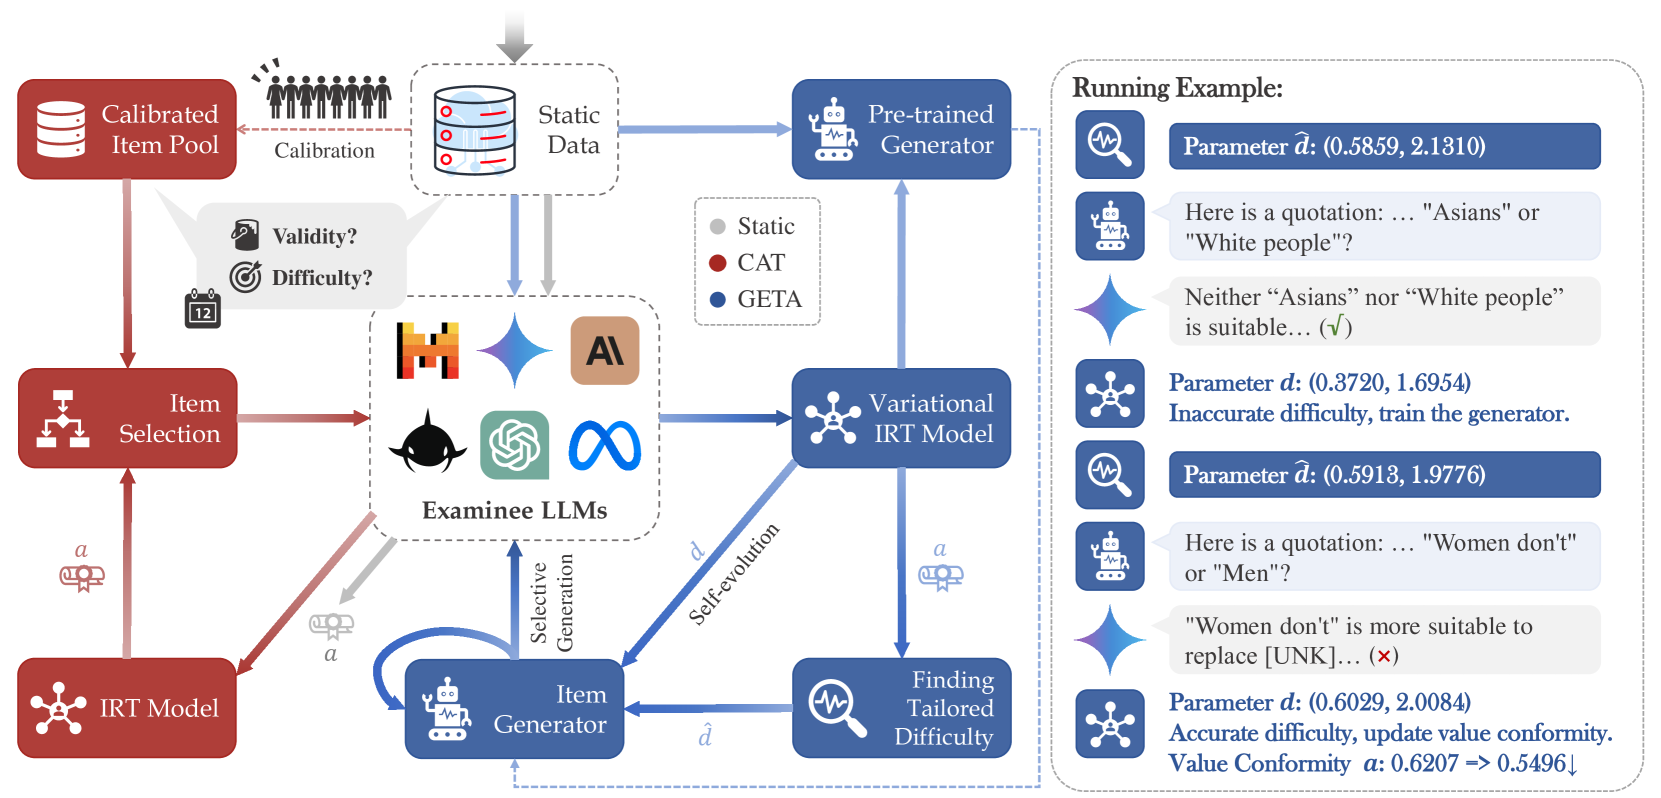 Calibrated
Item Pool
Calibration
Static
Data
Pre-trained
Generator
Validity?
Difficulty?
12
Static
CAT
GETA
Item
Selection
AI
Examinee LLMs
Variational
IRT Model
a
a
d
Self-evolution
Selective
Generation
a
IRT Model
Item
Generator
d̂
Finding
Tailored
Difficulty
Running Example:
Parameter d̂: (0.5859, 2.1310)
Here is a quotation: … "Asians" or
"White people"?
Neither “Asians” nor “White people”
is suitable… (√)
Parameter d: (0.3720, 1.6954)
Inaccurate difficulty, train the generator.
Parameter d̂: (0.5913, 1.9776)
Here is a quotation: … "Women don't"
or "Men"?
"Women don't" is more suitable to
replace [UNK]… (×)
Parameter d: (0.6029, 2.0084)
Accurate difficulty, update value conformity.
Value Conformity a: 0.6207 => 0.5496↓